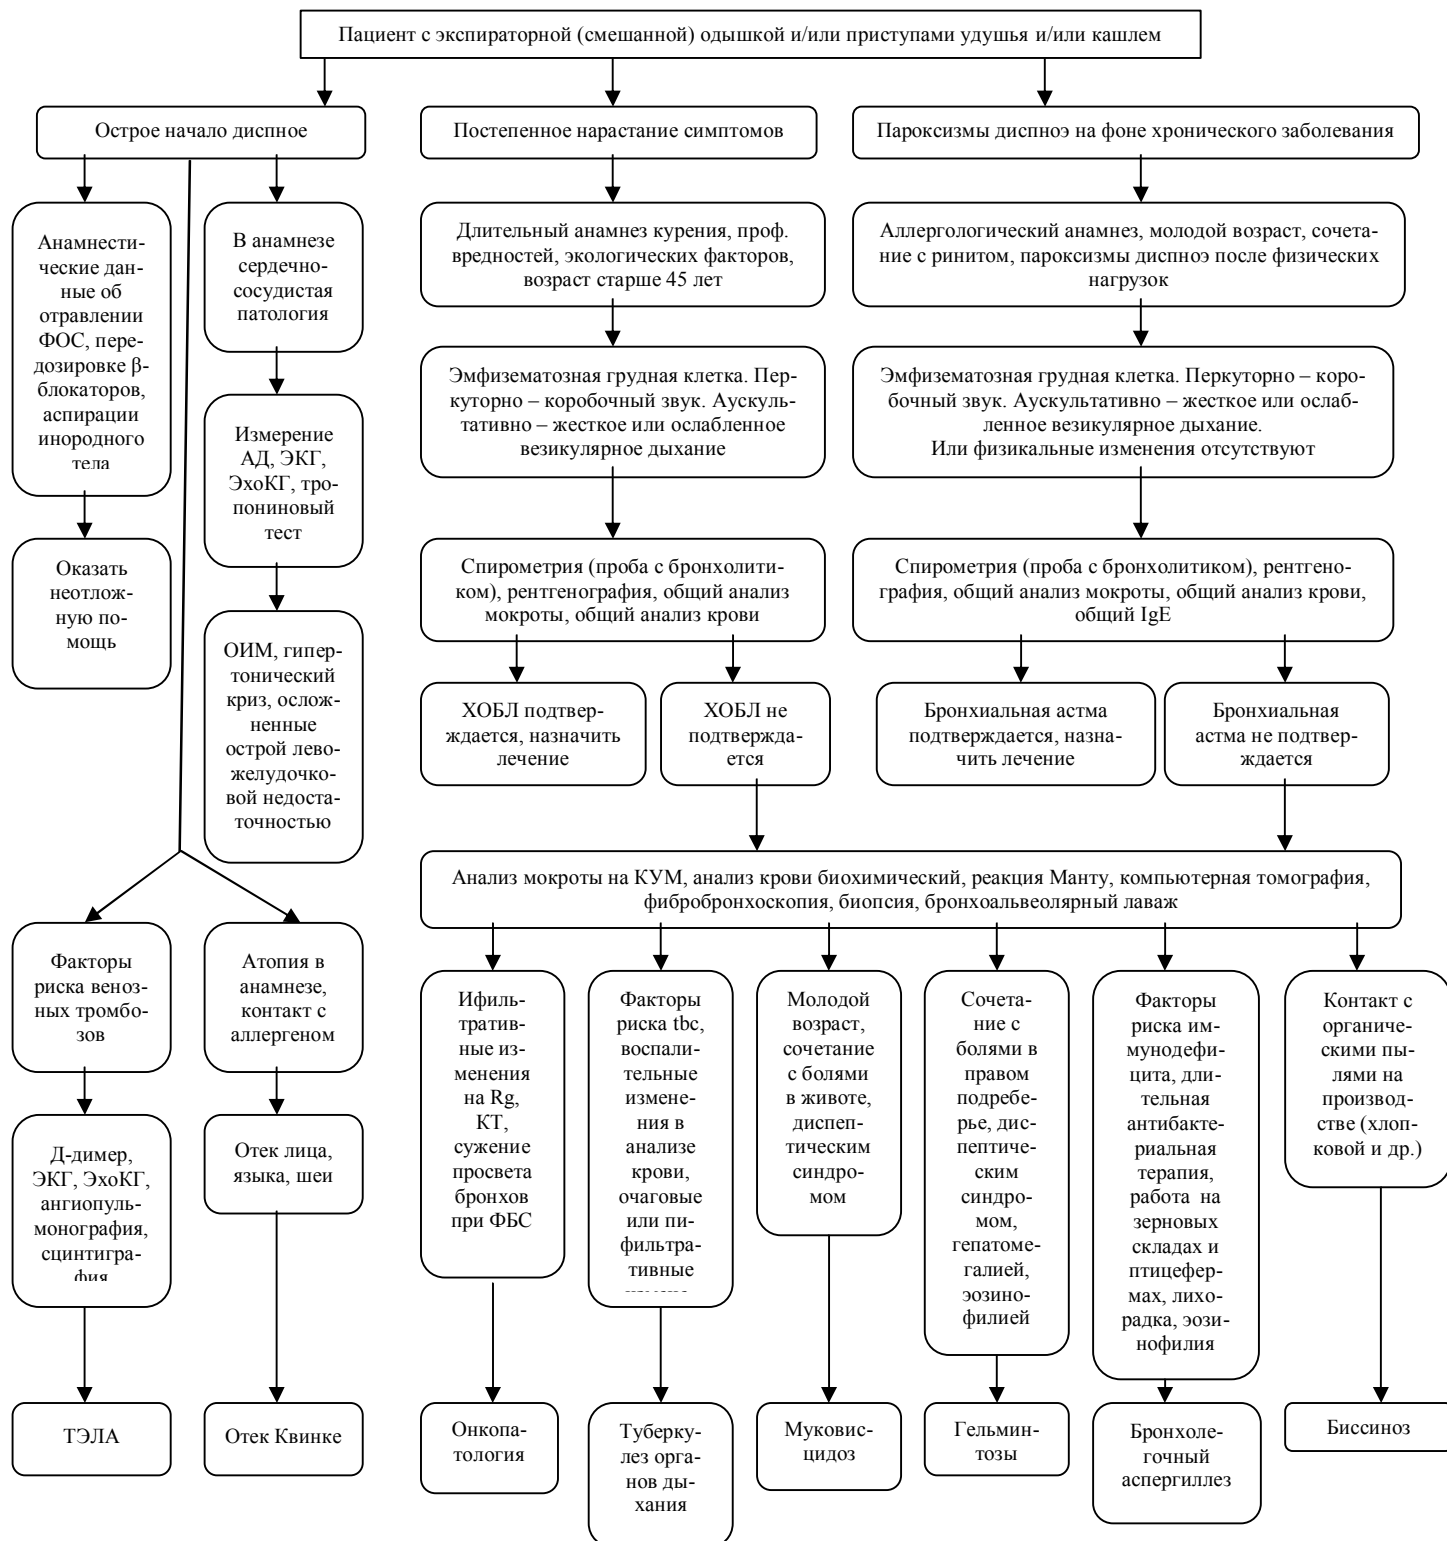 Пациент с экспираторной (смешанной) одышкой и/или приступами удушья и/или кашлем
Острое начало диспное
Постепенное нарастание симптомов
Пароксизмы диспноэ на фоне хронического заболевания
Анамнести-
ческие дан-
ные об
отравлении
ФОС, пере-
дозировке β-
блокаторов,
аспирации
инородного
тела
В анамнезе
сердечно-
сосудистая
патология
Длительный анамнез курения, проф.
вредностей, экологических факторов,
возраст старше 45 лет
Аллергологический анамнез, молодой возраст, сочета-
ние с ринитом, пароксизмы диспноэ после физических
нагрузок
Эмфизематозная грудная клетка. Пер-
куторно – коробочный звук. Аускуль-
тативно – жесткое или ослабленное
везикулярное дыхание
Эмфизематозная грудная клетка. Перкуторно – коро-
бочный звук. Аускультативно – жесткое или ослаб-
ленное везикулярное дыхание.
Или физикальные изменения отсутствуют
Измерение
АД, ЭКГ,
ЭхоКГ, тро-
пониновый
тест
Оказать
неотлож-
ную по-
мощь
Спирометрия (проба с бронхолити-
ком), рентгенография, общий анализ
мокроты, общий анализ крови
Спирометрия (проба с бронхолитиком), рентгено-
графия, общий анализ мокроты, общий анализ крови,
общий IgE
ОИМ, гипер-
тонический
криз, ослож-
ненные
острой лево-
желудочко-
вой недоста-
точностью
ХОБЛ подтвер-
ждается, назначить
лечение
ХОБЛ не
подтвержда-
ется
Бронхиальная астма
подтверждается, назна-
чить лечение
Бронхиальная
астма не подтвер-
ждается
Анализ мокроты на КУМ, анализ крови биохимический, реакция Манту, компьютерная томография,
фибробронхоскопия, биопсия, бронхоальвеолярный лаваж
Факторы
риска веноз-
ных тромбо-
зов
Атопия в
анамнезе,
контакт с
аллергеном
Ифильт-
ратив-
ные из-
менения
на Rg,
КТ,
сужение
просвета
бронхов
при ФБС
Факторы
риска tbc,
воспали-
тельные
изменe-
ния в
анализе
крови,
очаговые
или пи-
фильтра-
тивные
Молодой
возраст,
сочетание
с болями
в животе,
диспеп-
тическим
синдро-
мом
Сочета-
ние с
болями в
правом
подребе-
рье, дис-
пептиче-
ским
синдро-
мом,
гепатоме-
галией,
эозино-
филией
Факторы
риска им-
мунодефи-
цита, дли-
тельная
антибакте-
риальная
терапия,
работа на
зерновых
складах и
птицефер-
мах, лихо-
радка, эози-
нофилия
Контакт с
органиче-
скими пы-
лями на
производ-
стве (хлоп-
ковой и др.)
Д-димер,
ЭКГ, ЭхоКГ,
ангиопуль-
монография,
сцинтигра-
фия
Отек лица,
языка, шеи
ТЭЛА
Отек Квинке
Онкопа-
тология
Туберку-
лез орга-
нов ды-
хания
Муковис-
цидоз
Гельмин-
тозы
Бронхоле-
гочный
аспергиллез
Биссиноз